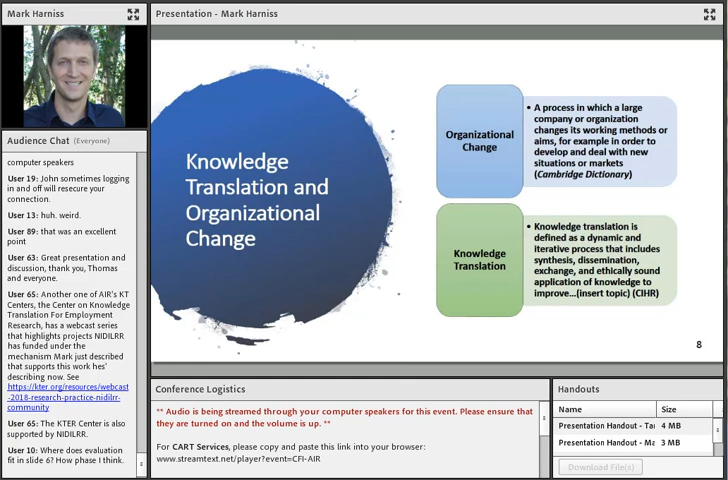 Mark Harniss
Presentation - Mark Harniss
Audience Chat (Everyone)
computer speakers
User 19: John sometimes logging
in and off will resecure your
connection.
User 13: huh. weird.
User 89: that was an excellent
point
User 63: Great presentation and
discussion, thank you, Thomas
and everyone.
User 65: Another one of AIR's KT
Centers, the Center on Knowledge
Translation For Employment
Research, has a webcast series
that highlights projects NIDILRR
has funded under the
mechanism Mark just described
that supports this work hes'
describing now. See
https://kter.org/resources/webcast
-2018-research-practice-nidilrr-
community
User 65: The KTER Center is also
supported by NIDILRR.
User 10: Where does evaluation
fit in slide 6? How phase I think.
Knowledge
Translation and
Organizational
Change
Organizational
Change
• A process in which a large
company or organization
changes its working methods or
aims, for example in order to
develop and deal with new
situations or markets
(Cambridge Dictionary)
Knowledge
Translation
• Knowledge translation is
defined as a dynamic and
iterative process that includes
synthesis, dissemination,
exchange, and ethically sound
application of knowledge to
improve...(insert topic) (CIHR)
8
Conference Logistics
** Audio is being streamed through your computer speakers for this event. Please ensure that
they are turned on and the volume is up. **
For CART Services, please copy and paste this link into your browser:
www.streamtext.net/player?event=CFI-AIR
Handouts
Name Size
Presentation Handout - Tai 4 MB
Presentation Handout - Ma 3 MB
Download File(s)